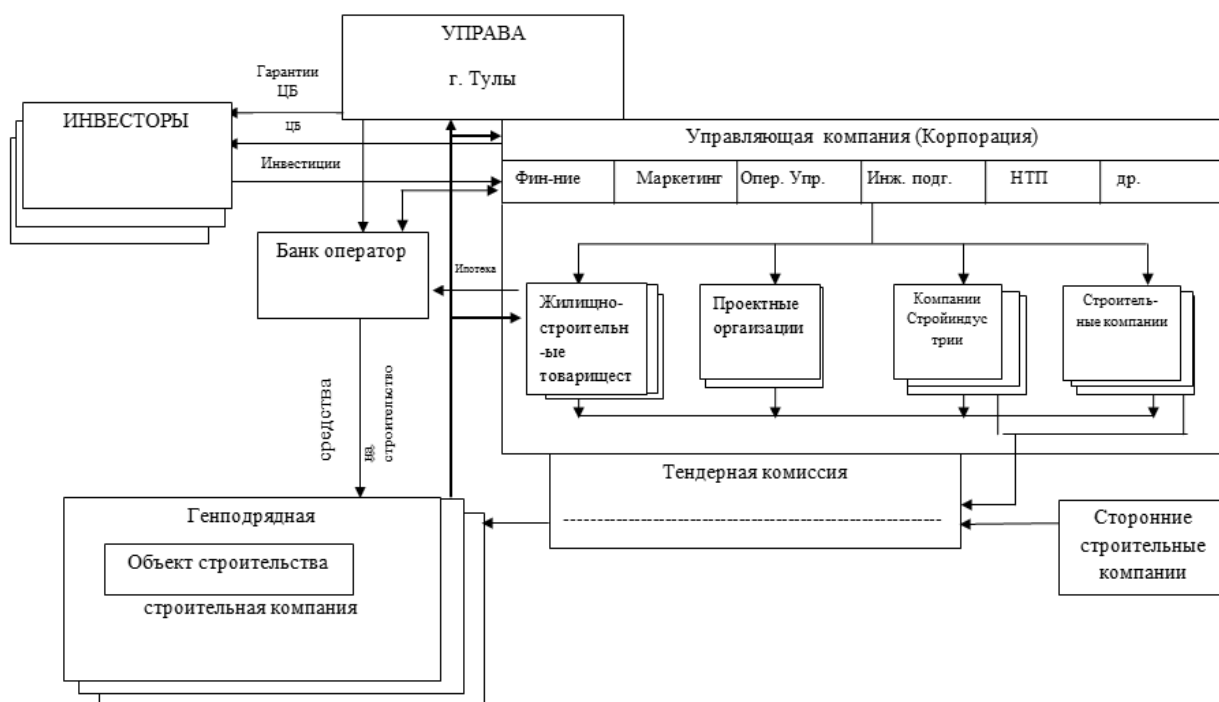 УПРАВА
г. Тулы
Гарантии
ЦБ
ИНВЕСТОРЫ
ЦБ
Инвестиции
Управляющая компания (Корпорация)
Фин-ние Маркетинг Опер. Упр. Инж. подг. НТП др.
Банк оператор
Ипотека
Жилищно-
строительн
-ые
товарищест
Проектные
оргаизации
Компании
Стройиндус
трии
Строитель-
ные компании
средства
на
строительство
Тендерная комиссия
Генподрядная
Объект строительства
строительная компания
Сторонние
строительные
компании